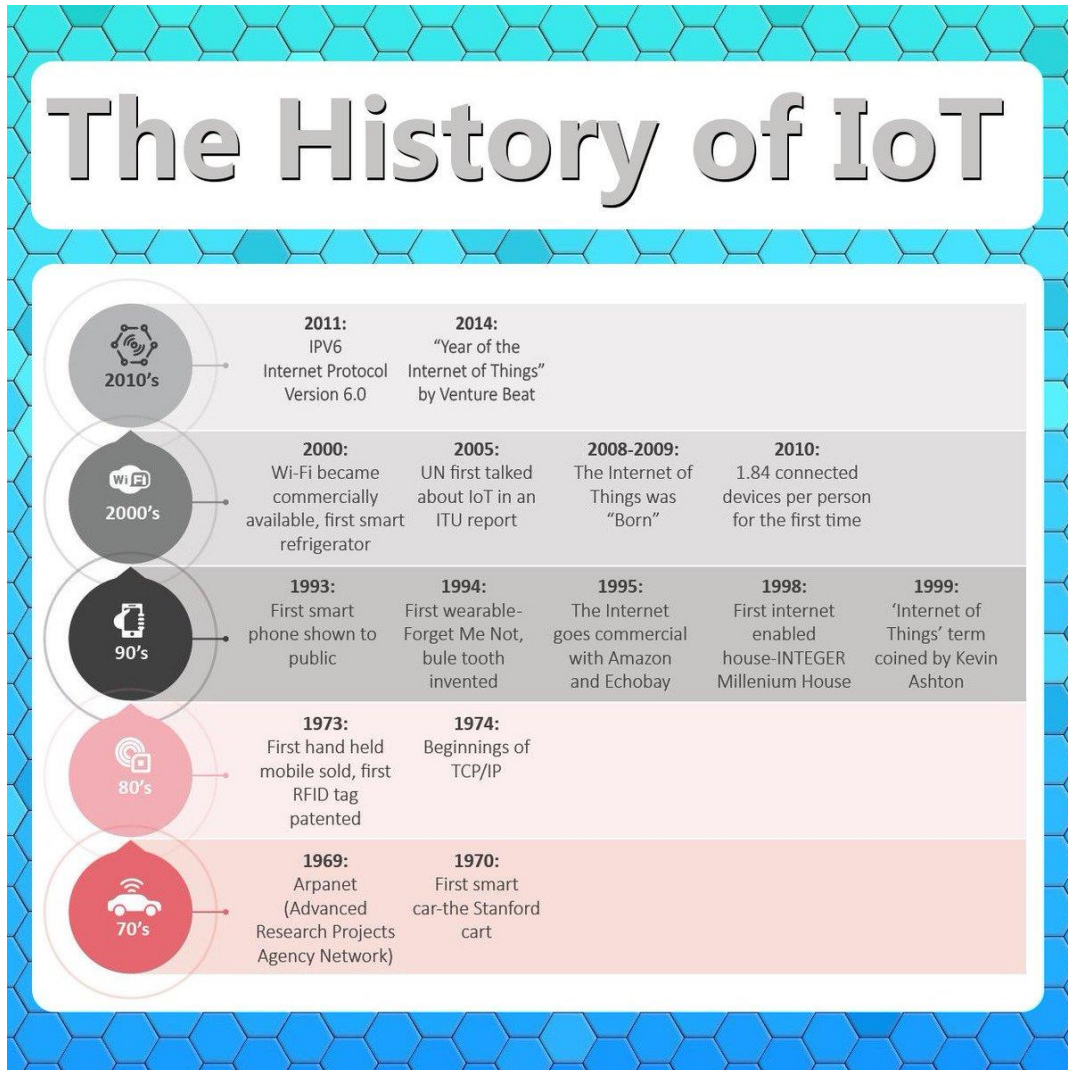 The History of IoT
2010's
2011:
IPV6
Internet Protocol
Version 6.0
2014:
“Year of the
Internet of Things”
by Venture Beat
WiFi
2000's
2000:
Wi-Fi became
commercially
available, first smart
refrigerator
2005:
UN first talked
about IoT in an
ITU report
2008-2009:
The Internet of
Things was
“Born”
2010:
1.84 connected
devices per person
for the first time
90's
1993:
First smart
phone shown to
public
1994:
First wearable-
Forget Me Not,
bule tooth
invented
1995:
The Internet
goes commercial
with Amazon
and Echobay
1998:
First internet
enabled
house-INTEGER
Millenium House
1999:
‘Internet of
Things’ term
coined by Kevin
Ashton
80's
1973:
First hand held
mobile sold, first
RFID tag
patented
1974:
Beginnings of
TCP/IP
70's
1969:
Arpanet
(Advanced
Research Projects
Agency Network)
1970:
First smart
car-the Stanford
cart